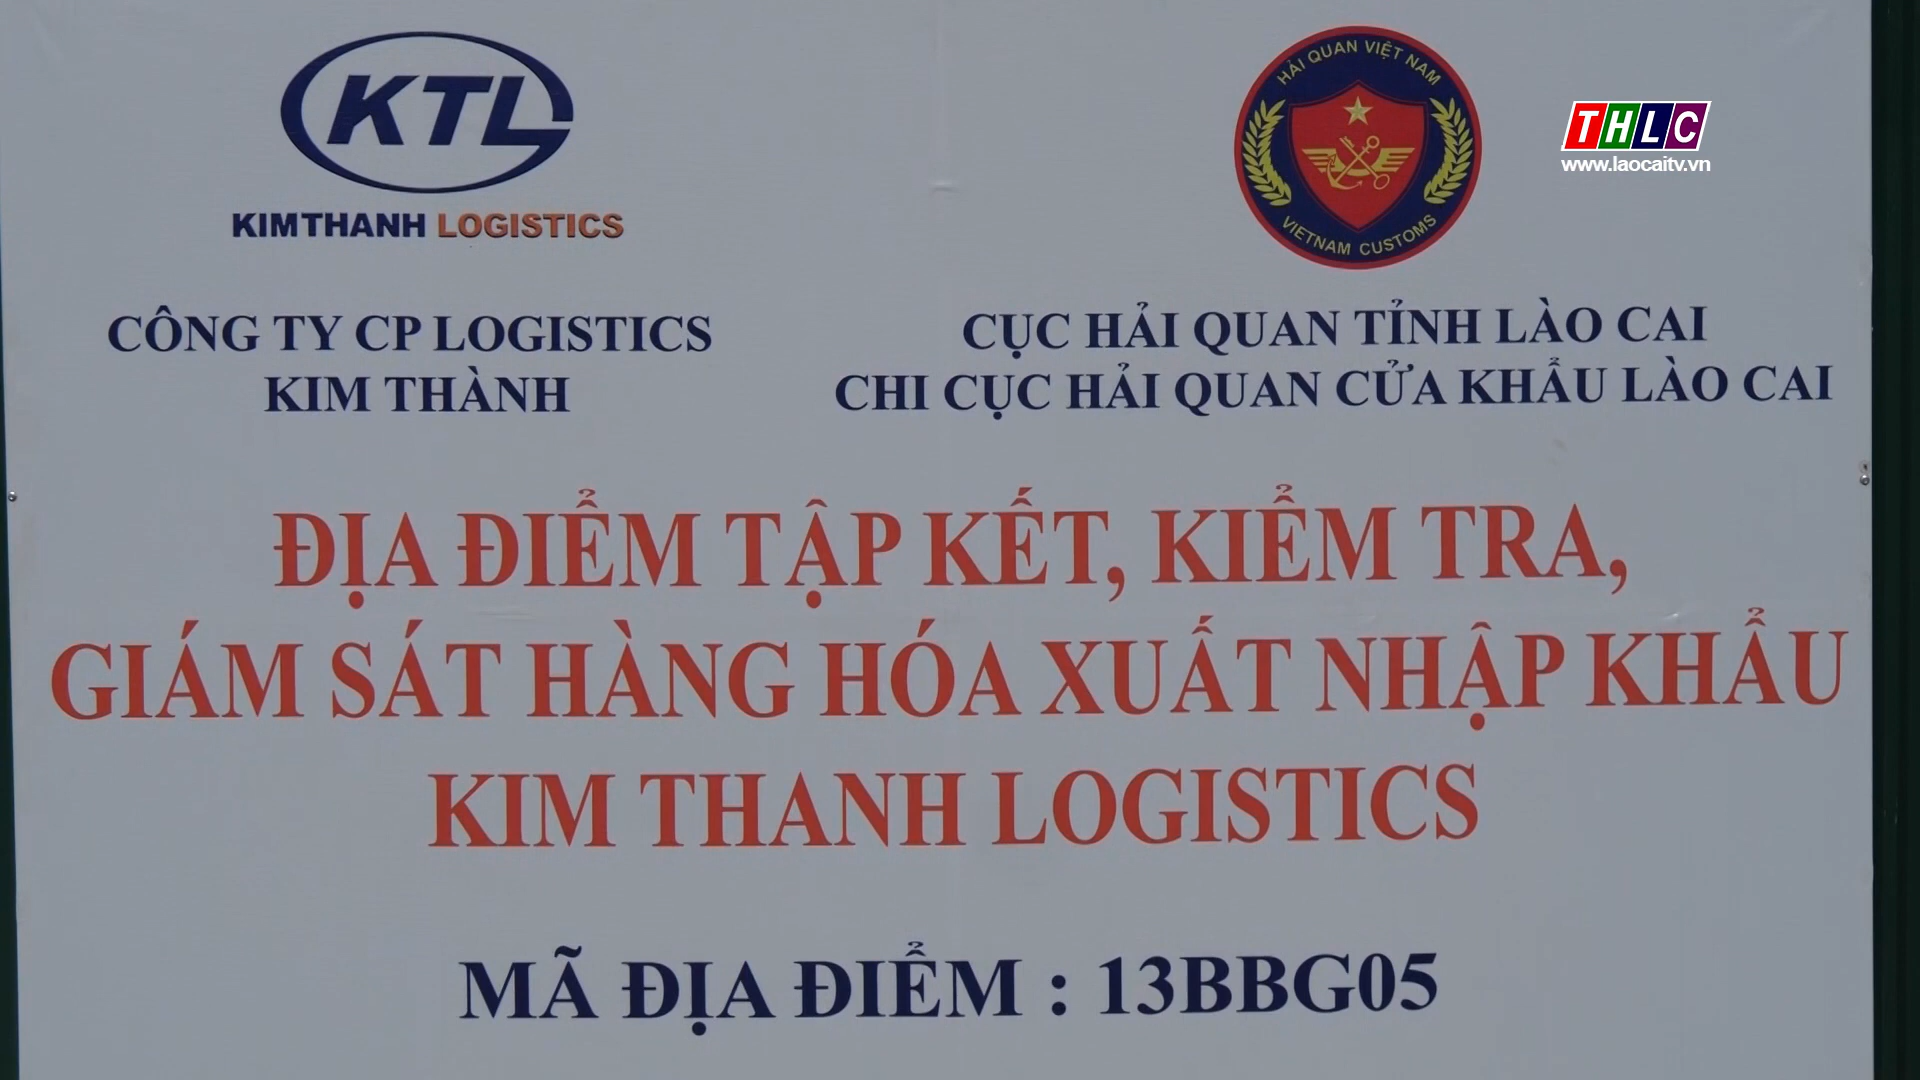 KTL
KIMTHANH LOGISTICS
CÔNG TY CP LOGISTICS
KIM THÀNH
HẢI QUAN VIỆT NAM
VIETNAM CUSTOMS
THLC
www.laocaitv.vn
CỤC HẢI QUAN TỈNH LÀO CAI
CHI CỤC HẢI QUAN CỬA KHẨU LÀO CAI
ĐỊA ĐIỂM TẬP KẾT, KIỂM TRA,
GIÁM SÁT HÀNG HÓA XUẤT NHẬP KHẨU
KIM THANH LOGISTICS
MÃ ĐỊA ĐIỂM : 13BBG05